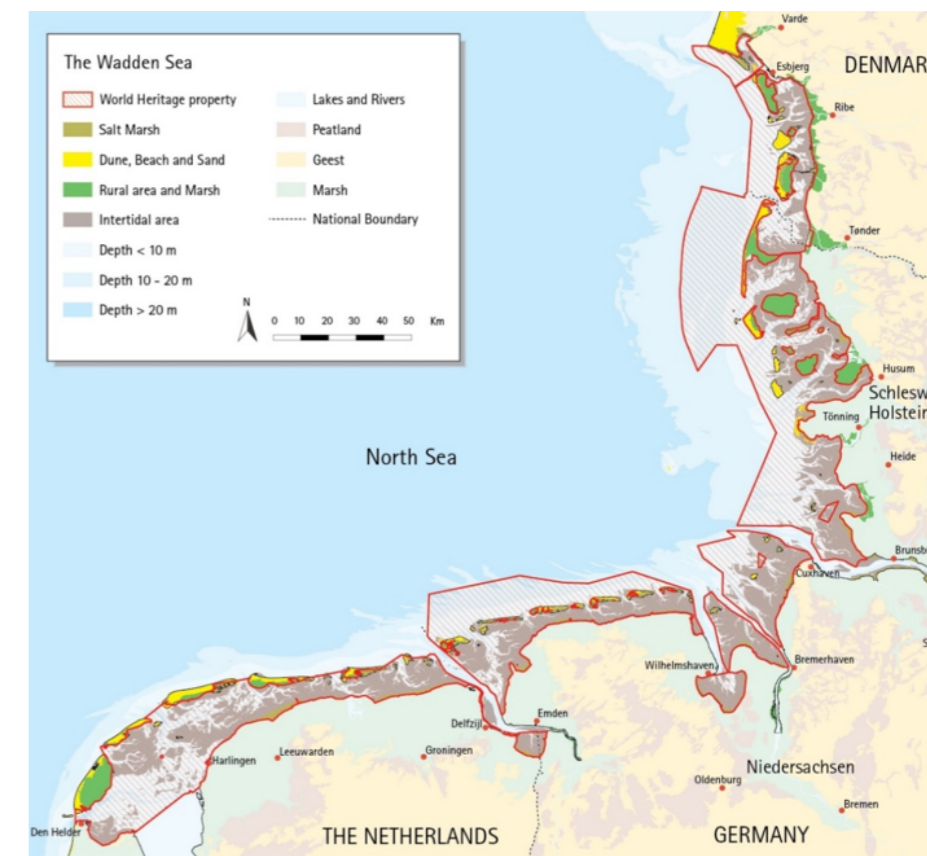 The Wadden Sea
World Heritage property
Salt Marsh
Dune, Beach and Sand
Rural area and Marsh
Intertidal area
Depth < 10 m
Depth 10 - 20 m
Depth > 20 m
Lakes and Rivers
Peatland
Geest
Marsh
National Boundary
N
0 10 20 30 40 50 Km
Varde
Esbjerg
DENMAR
Ribe
Tønder
Husum
Schlesw
Holstein
Tönning
North Sea
Heide
Brunsb
Cuxhaven
S
Wilhelmshaven
Bremerhaven
Emden
Delfzijl
Groningen
Leeuwarden
Harlingen
Niedersachsen
Oldenburg
Bremen
Den Helder
THE NETHERLANDS
GERMANY